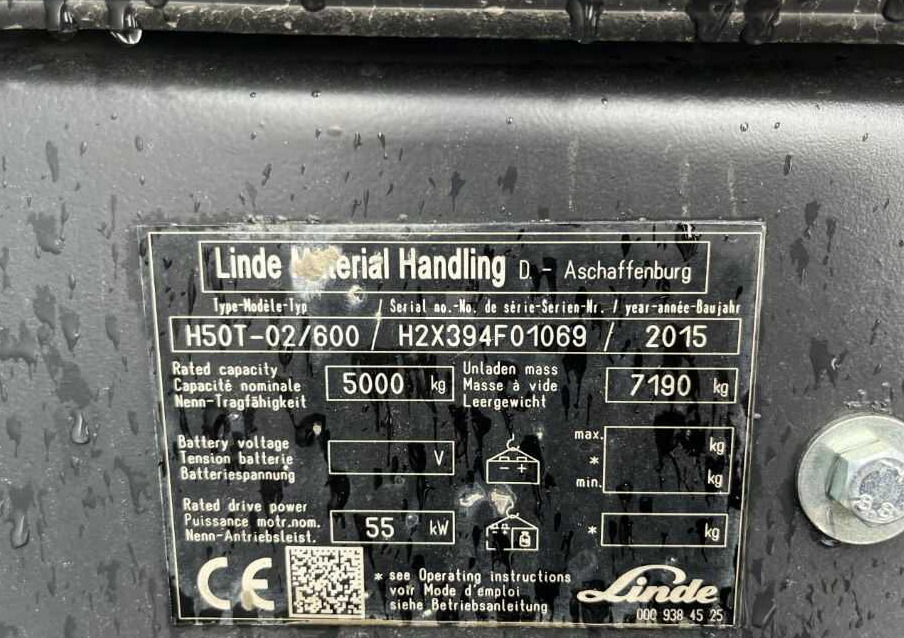 Linde Material Handling D. - Aschaffenburg
Type-Modèle-Typ / Serial no.-No. de série-Serien-Nr. / year-année-Baujahr
H50T-02/600 / H2X394F01069 / 2015
Rated capacity
Capacité nominale
Nenn-Tragfähigkeit
5000 kg
Unladen mass
Masse à vide
Leergewicht
7190 kg
Battery voltage
Tension batterie
Batteriespannung
V
- +
max.
*
min.
kg
kg
Rated drive power
Puissance motr.nom.
Nenn-Antriebsleist.
55 kW
* kg
CE
* see Operating instructions
voir Mode d'emploi
siehe Betriebsanleitung
Linde
000 938 45 25